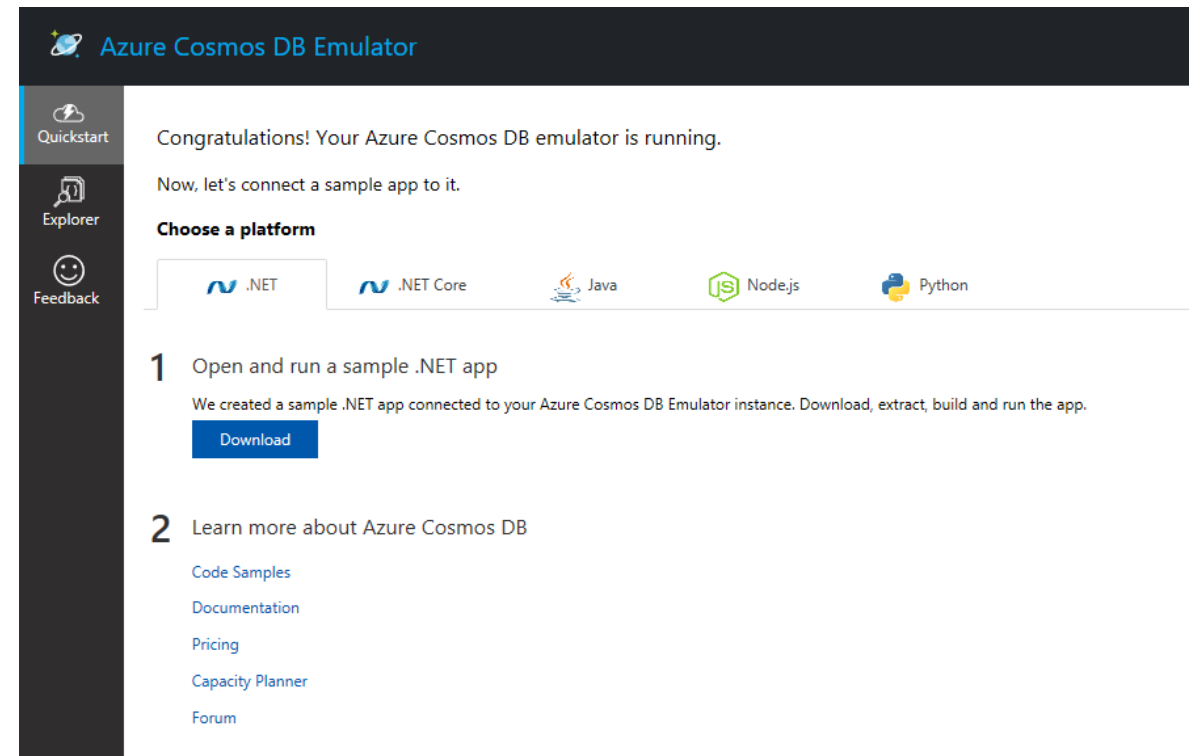 Azure Cosmos DB Emulator
Quickstart
Explorer
Feedback
Congratulations! Your Azure Cosmos DB emulator is running.
Now, let's connect a sample app to it.
Choose a platform
.NET
.NET Core
Java
JS Node.js
Python
1 Open and run a sample .NET app
We created a sample .NET app connected to your Azure Cosmos DB Emulator instance. Download, extract, build and run the app.
Download
2 Learn more about Azure Cosmos DB
Code Samples
Documentation
Pricing
Capacity Planner
Forum